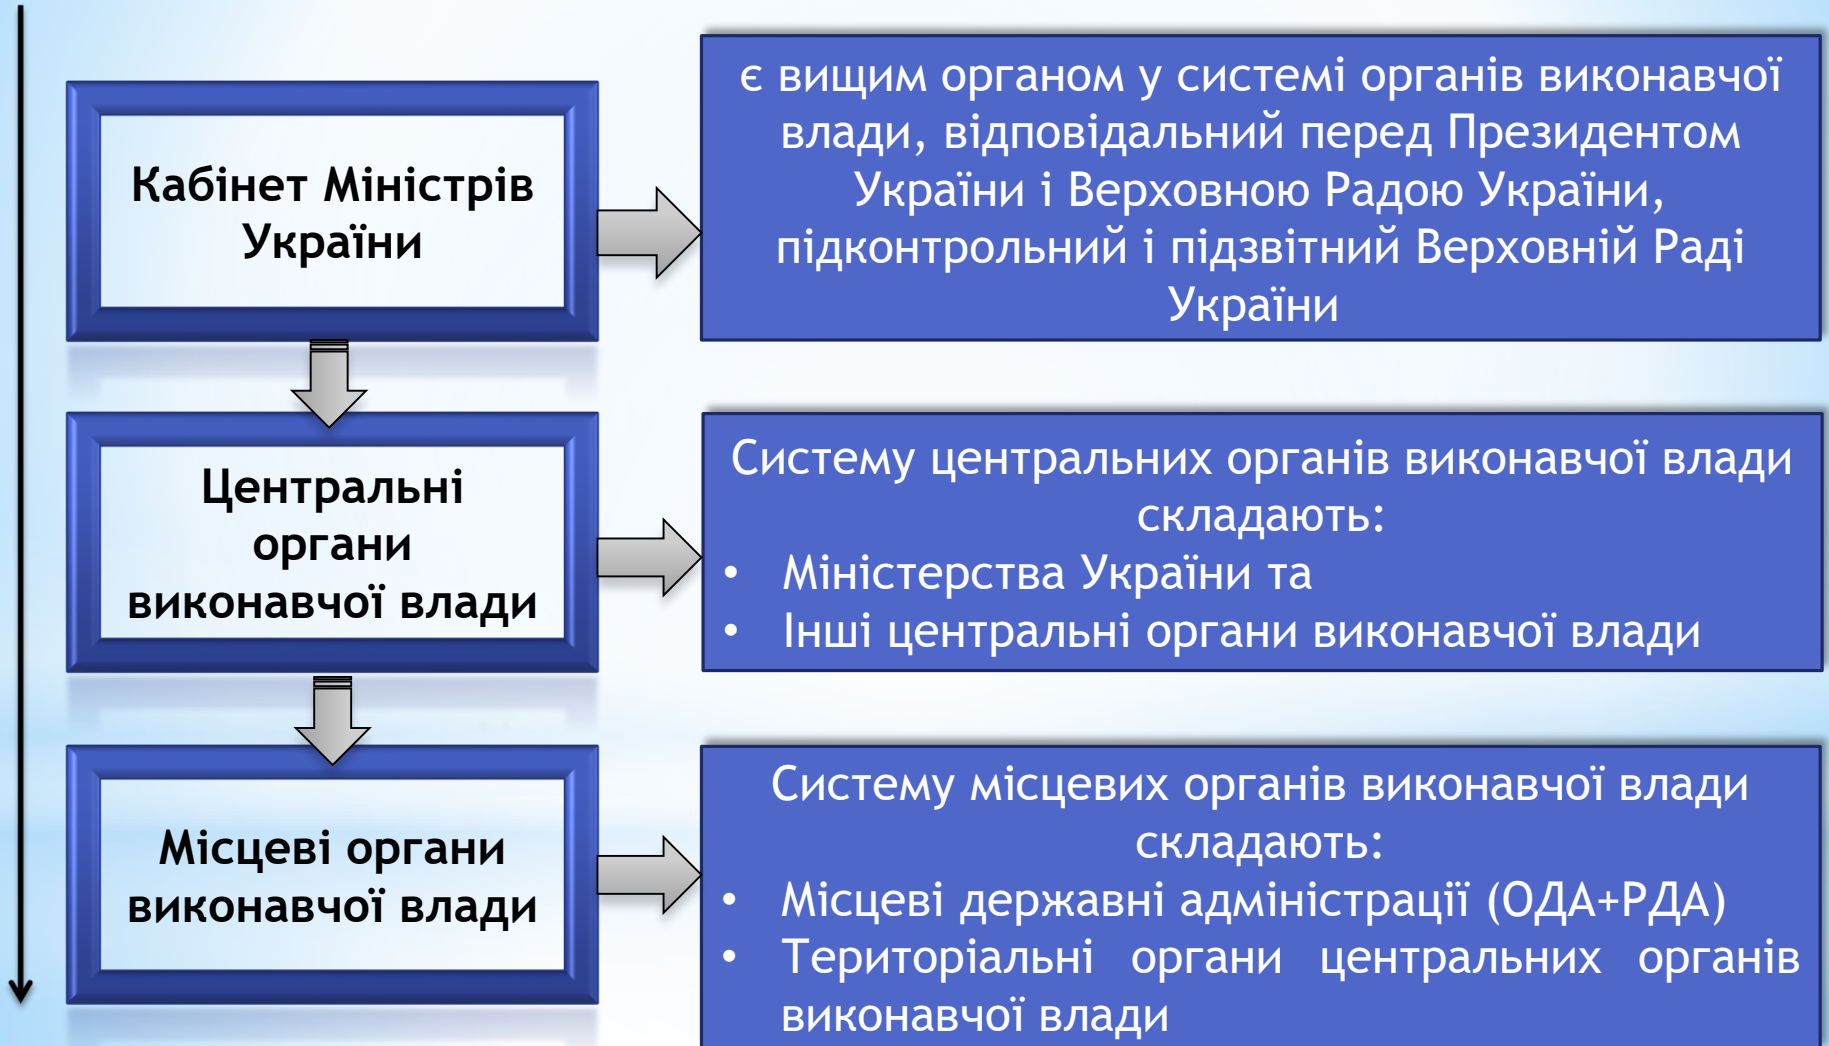 Кабінет Міністрів
України
є вищим органом у системі органів виконавчої
влади, відповідальний перед Президентом
України і Верховною Радою України,
підконтрольний і підзвітний Верховній Раді
України
Центральні
органи
виконавчої влади
Систему центральних органів виконавчої влади
складають:
• Міністерства України та
• Інші центральні органи виконавчої влади
Місцеві органи
виконавчої влади
Систему місцевих органів виконавчої влади
складають:
• Місцеві державні адміністрації (ОДА+РДА)
• Територіальні органи центральних органів
виконавчої влади